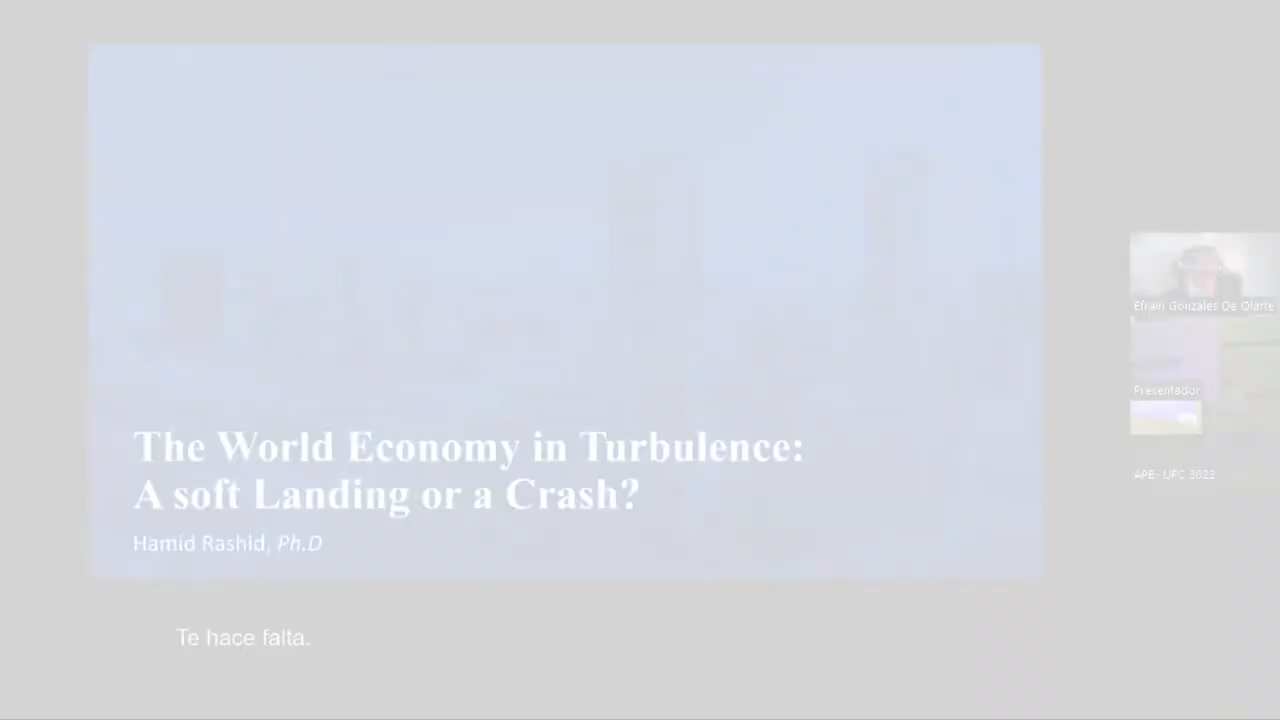 The World Economy in Turbulence:
A soft Landing or a Crash?
Hamid Rashid, Ph.D
Efrain Gonzales De Olarte
Presentador
APE- UPC 2022
Te hace falta.